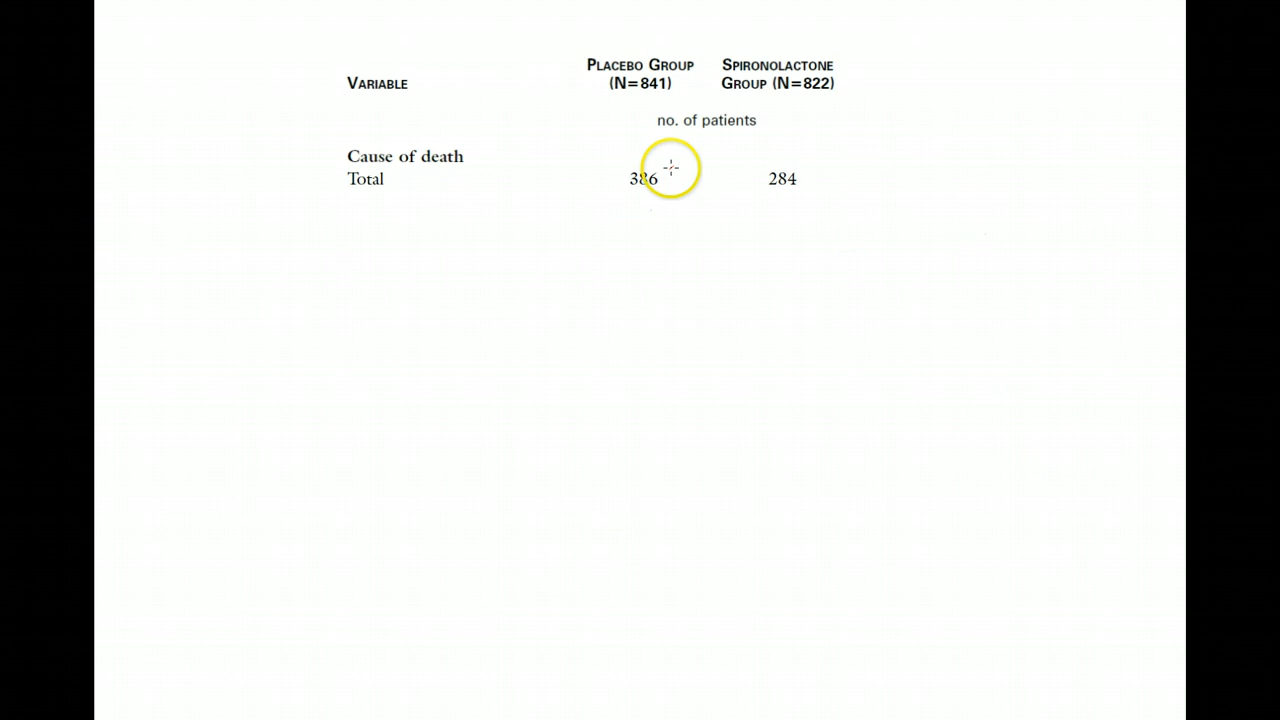 VARIABLE PLACEBO GROUP (N=841) SPIRONOLACTONE GROUP (N=822)
no. of patients
Cause of death
Total 386 284